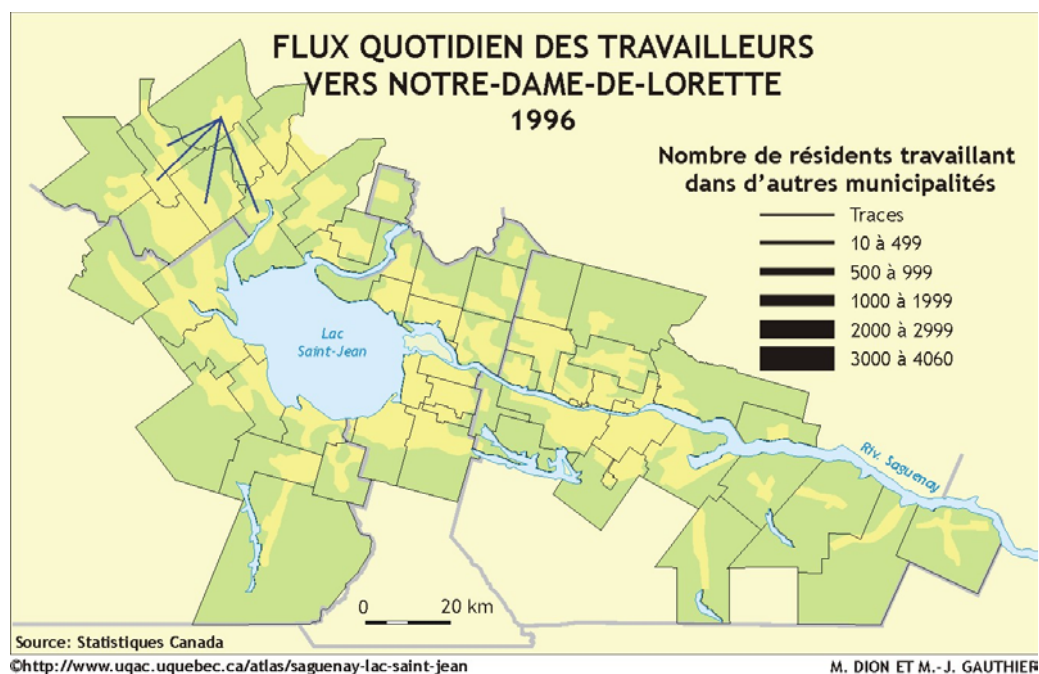 FLUX QUOTIDIEN DES TRAVAILLEURS
VERS NOTRE-DAME-DE-LORETTE
1996
Nombre de résidents travaillant
dans d'autres municipalités
Traces
10 à 499
500 à 999
1000 à 1999
2000 à 2999
3000 à 4060
Lac
Saint-Jean
Riv. Saguenay
0 20 km
Source: Statistiques Canada
©http://www.uqac.uquebec.ca/atlas/saguenay-lac-saint-jean
M. DION ET M.-J. GAUTHIER